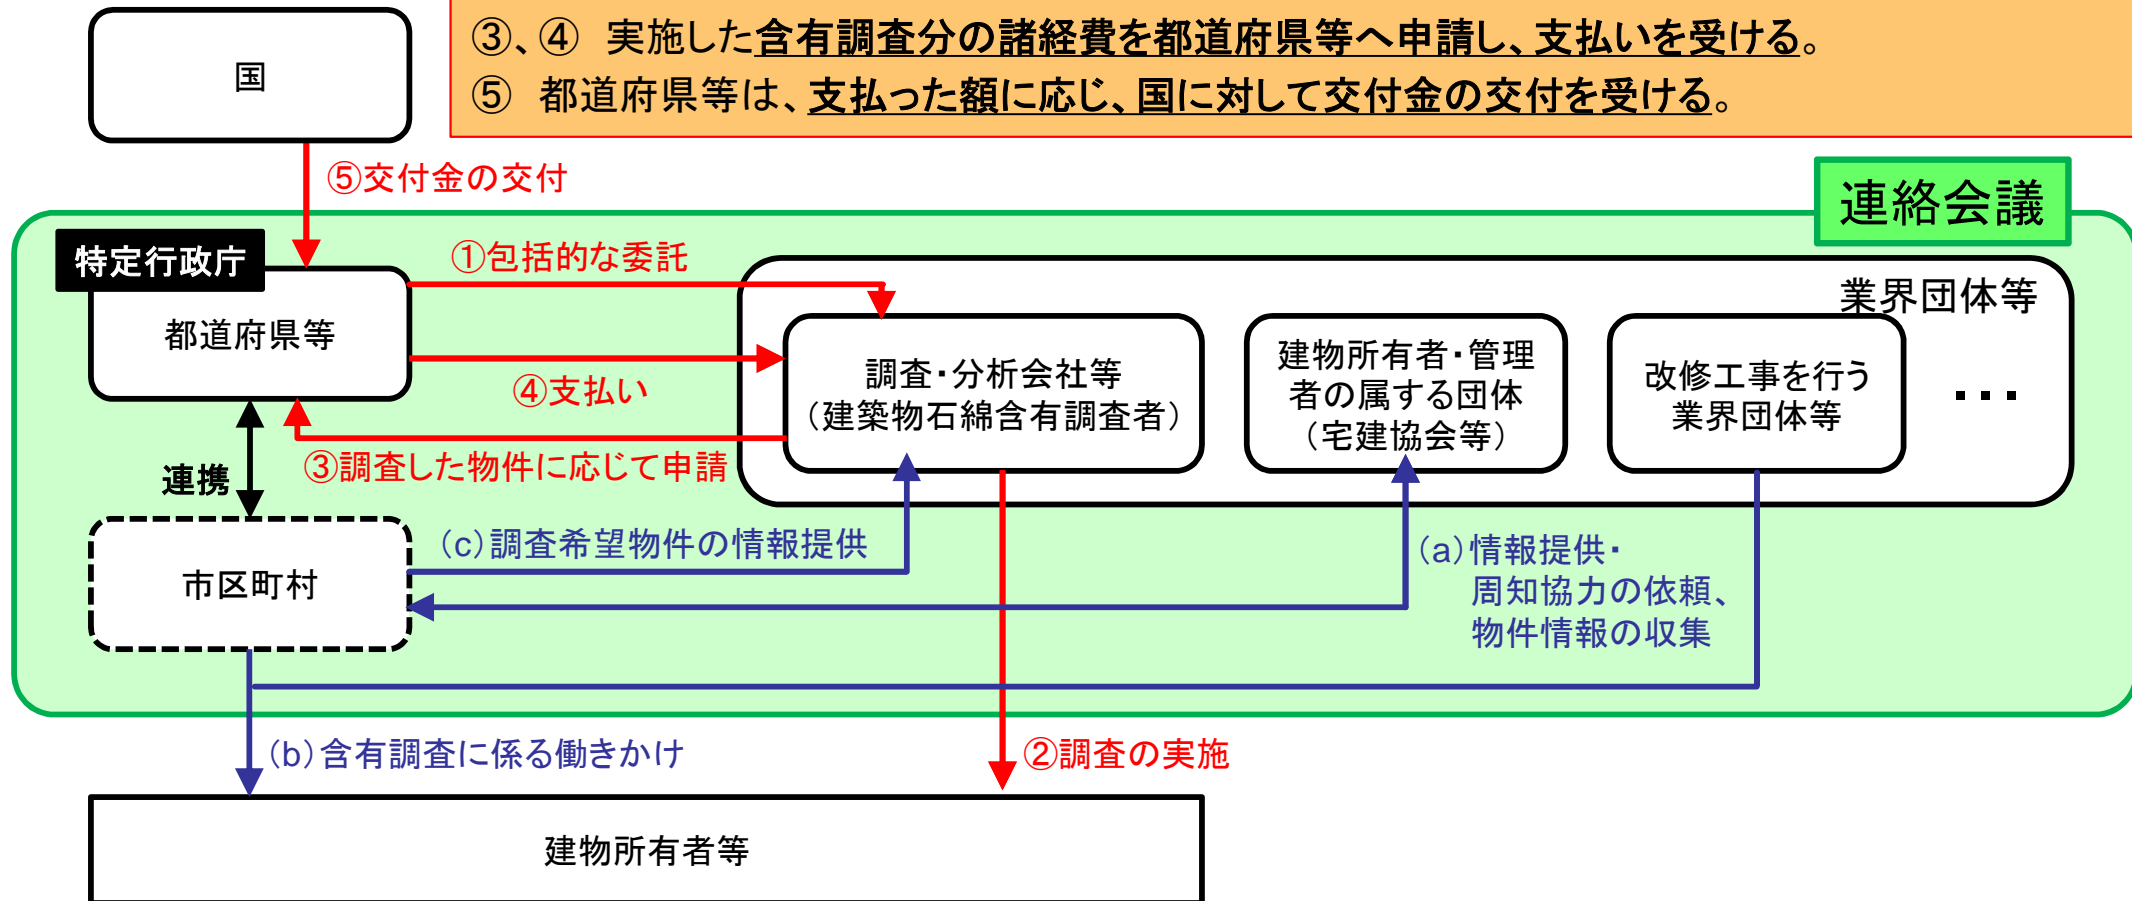 ③、④　実施した含有調査分の諸経費を都道府県等へ申請し、支払いを受ける。
⑤　都道府県等は、支払った額に応じ、国に対して交付金の交付を受ける。
国
⑤交付金の交付
連絡会議
特定行政庁
①包括的な委託
業界団体等
都道府県等
④支払い
調査・分析会社等
（建築物石綿含有調査者）
建物所有者・管理
者の属する団体
（宅建協会等）
改修工事を行う
業界団体等
・・・
③調査した物件に応じて申請
連携
(c)調査希望物件の情報提供
(a)情報提供・
周知協力の依頼、
物件情報の収集
市区町村
(b)含有調査に係る働きかけ
②調査の実施
建物所有者等